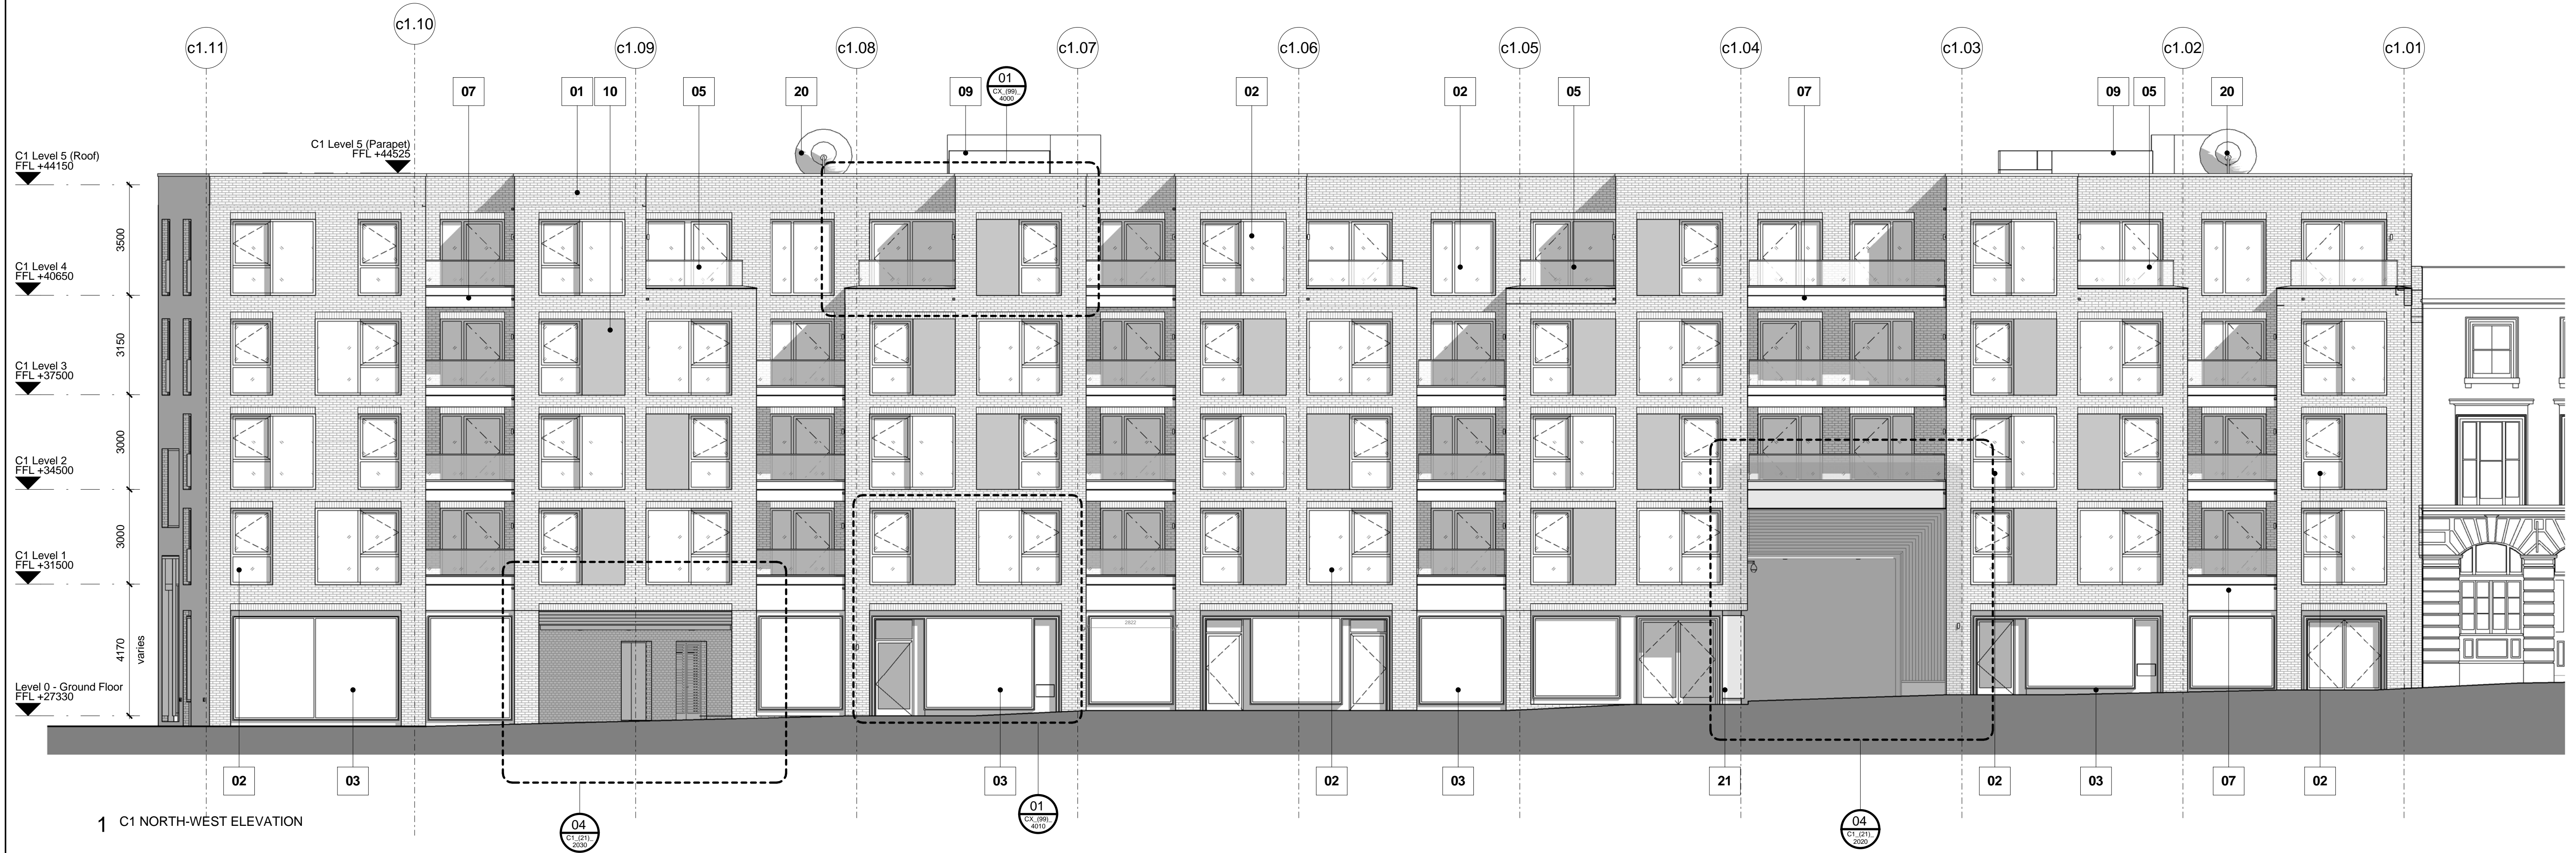 c1.11
c1.10
c1.09
c1.08
c1.07
c1.06
c1.05
c1.04
c1.03
c1.02
c1.01
07
01
10
05
20
09
01
CX_(99)_
4000
02
02
05
07
09
05
20
C1 Level 5 (Roof)
FFL +44150
C1 Level 5 (Parapet)
FFL +44525
3500
C1 Level 4
FFL +40650
3150
C1 Level 3
FFL +37500
3000
C1 Level 2
FFL +34500
3000
C1 Level 1
FFL +31500
4170
varies
2822
Level 0 - Ground Floor
FFL +27330
02
03
03
02
03
21
02
03
07
02
04
C1_(21)_
2030
01
CX_(99)_
4010
04
C1_(21)_
2020
1 C1 NORTH-WEST ELEVATION